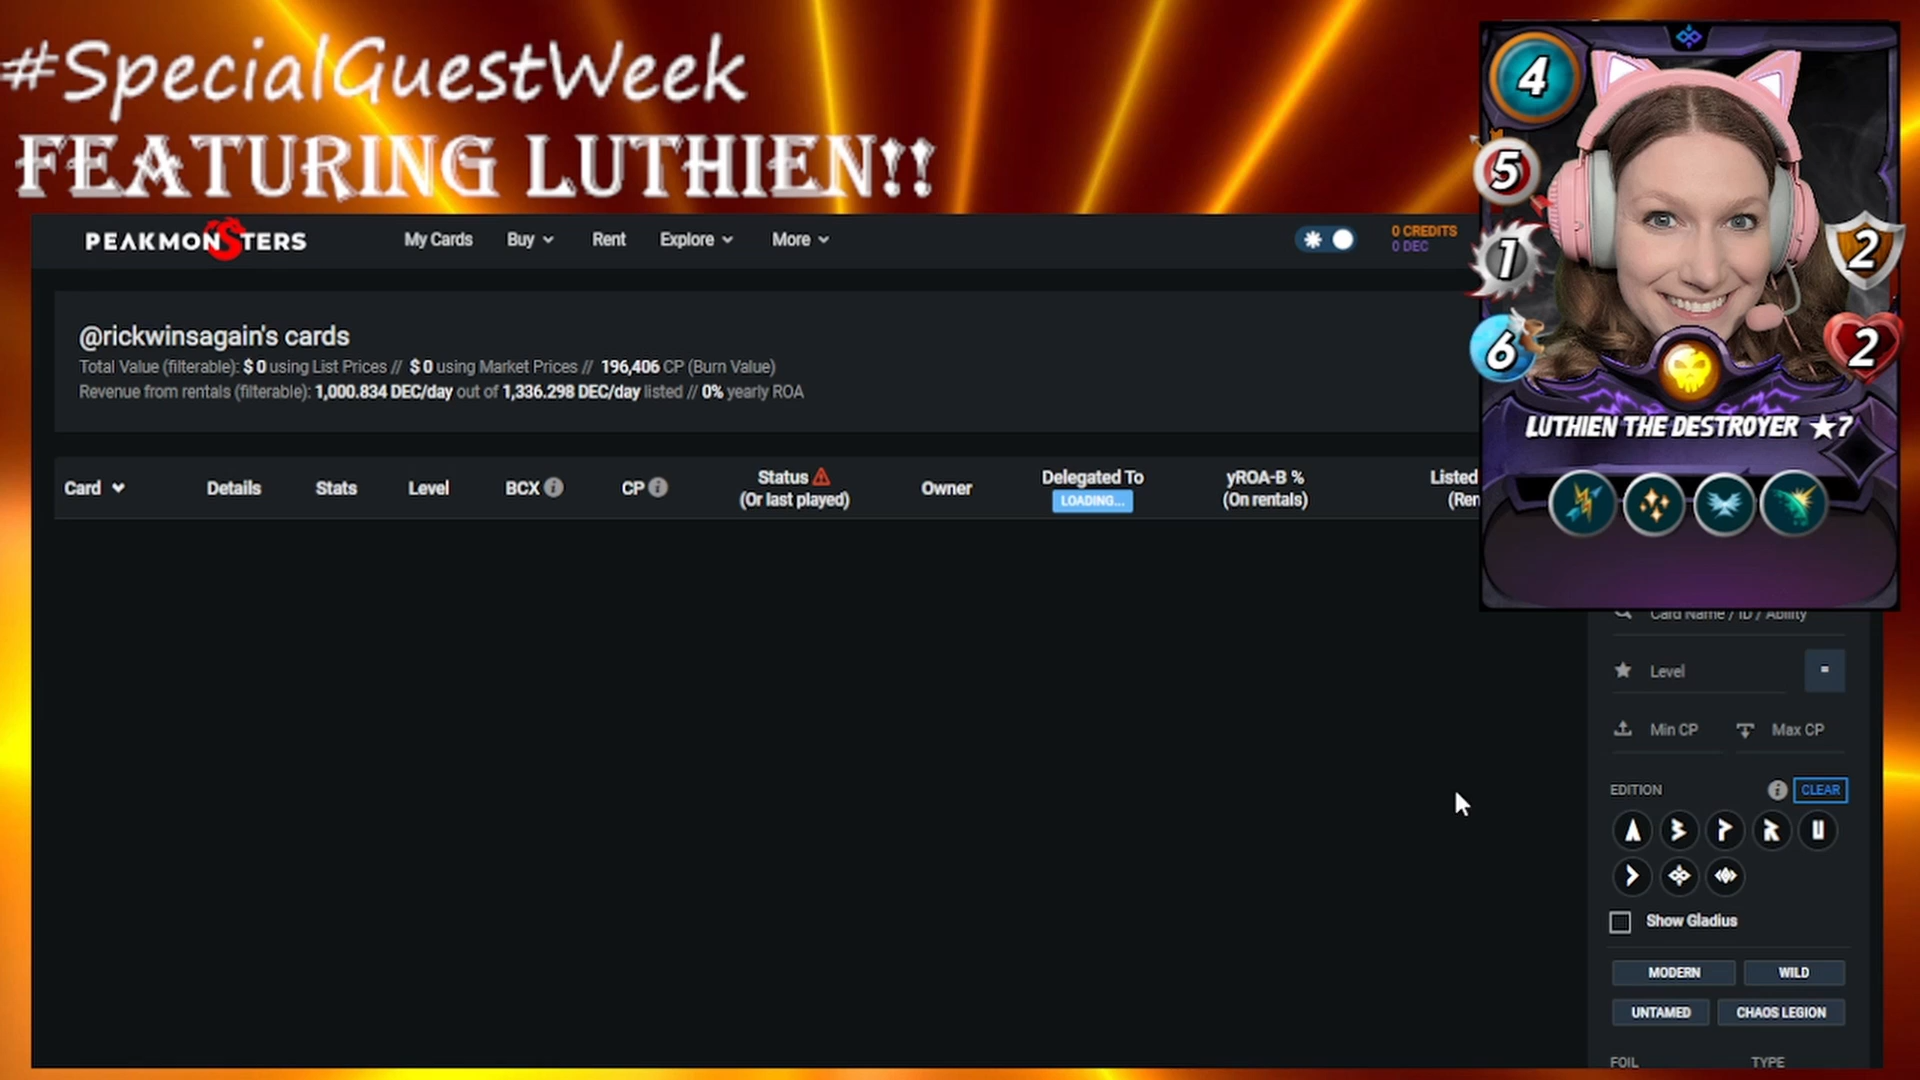 #SpecialGuestWeek
FEATURING LUTHIEN!!
PEAKMONSTERS
My Cards
Buy
Rent
Explore
More
0 CREDITS
0 DEC
@rickwinsagain's cards
Total Value (filterable): $ 0 using List Prices // $ 0 using Market Prices // 196,406 CP (Burn Value)
Revenue from rentals (filterable): 1,000.834 DEC/day out of 1,336.298 DEC/day listed // 0% yearly ROA
Card
Details
Stats
Level
BCX
CP
Status
(Or last played)
Owner
Delegated To
LOADING...
yROA-B %
(On rentals)
Listed
(Ren
4
5
1
6
2
2
LUTHIEN THE DESTROYER ★7
Card Name / ID / Ability
Level
=
Min CP
Max CP
EDITION
CLEAR
Show Gladius
MODERN
WILD
UNTAMED
CHAOS LEGION
FOIL
TYPE